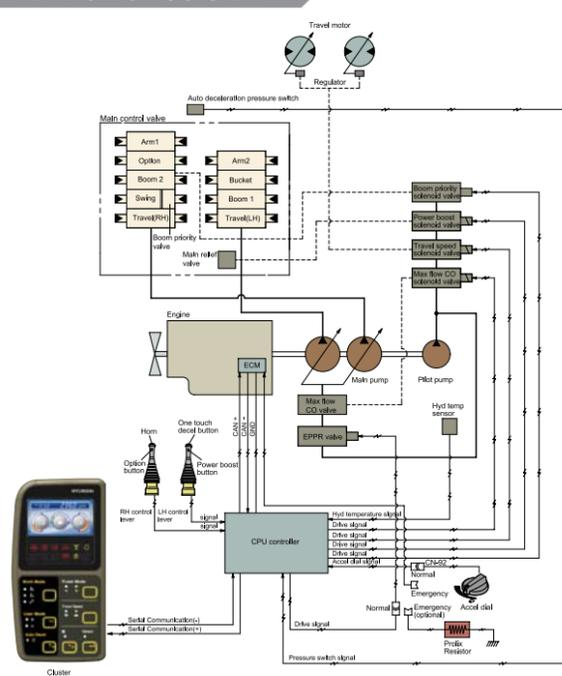 Travel motor
Regulator
Auto deceleration pressure switch
Main control valve
Arm1
Option
Boom 2
Swing
Travel(RH)
Arm2
Bucket
Boom 1
Travel(LH)
Boom priority
valve
Main relief
valve
Boom priority
solenoid valve
Power boost
solenoid valve
Travel speed
solenoid valve
Max flow CO
solenoid valve
Engine
ECM
Main pump
Pilot pump
Max flow
CO valve
EPPR valve
Hyd temp
sensor
CAN +
CAN -
GND
Horn
One touch
decel button
Option
button
Power boost
button
RH control
lever
LH control
lever
signal
signal
CPU controller
Hyd temperature signal
Drive signal
Drive signal
Drive signal
Drive signal
Accel dial signal
CN-92
Normal
Emergency
Accel dial
Normal
Emergency
(optional)
Prolix
Resistor
Drive signal
Serial Communication(-)
Serial Communication(+)
Pressure switch signal
HYUNDAI
Cluster